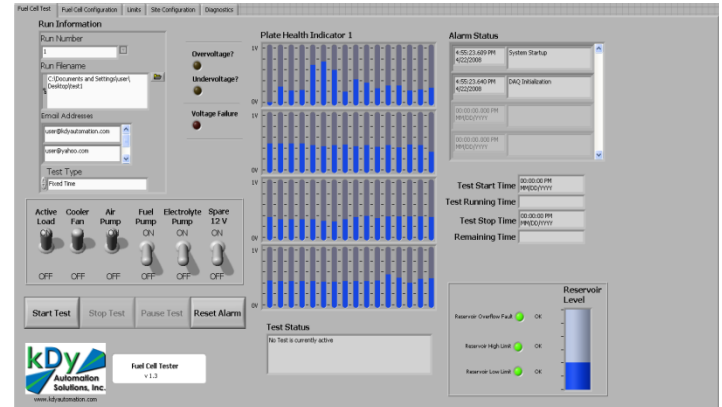 Fuel Cell Test
Fuel Cell Configuration
Limits
Site Configuration
Diagnostics
Run Information
Run Number
1
Run Filename
C:\Documents and Settings\user\
Desktop\test1
Email Addresses
user@kdyautomation.com
user@yahoo.com
Test Type
Fixed Time
Overvoltage?
Undervoltage?
Voltage Failure
Plate Health Indicator 1
1V
0V
1V
0V
1V
0V
1V
0V
Alarm Status
4:55:23.609 PM
4/22/2008
System Startup
4:55:23.640 PM
4/22/2008
DAQ Initialization
00:00:00.000 PM
MM/DD/YYYY
00:00:00.000 PM
MM/DD/YYYY
Test Start Time
00:00:00 PM
MM/DD/YYYY
Test Running Time
Test Stop Time
00:00:00 PM
MM/DD/YYYY
Remaining Time
Active Load
Cooler Fan
Air Pump
Fuel Pump
Electrolyte Pump
Spare 12 V
ON ON ON
OFF OFF OFF OFF OFF OFF
Start Test
Stop Test
Pause Test
Reset Alarm
Test Status
No Test is currently active
Reservoir Level
Reservoir Overflow Fault OK
Reservoir High Limit OK
Reservoir Low Limit OK
kDy
Automation
Solutions, Inc.
www.kdyautomation.com
Fuel Cell Tester
v 1.3